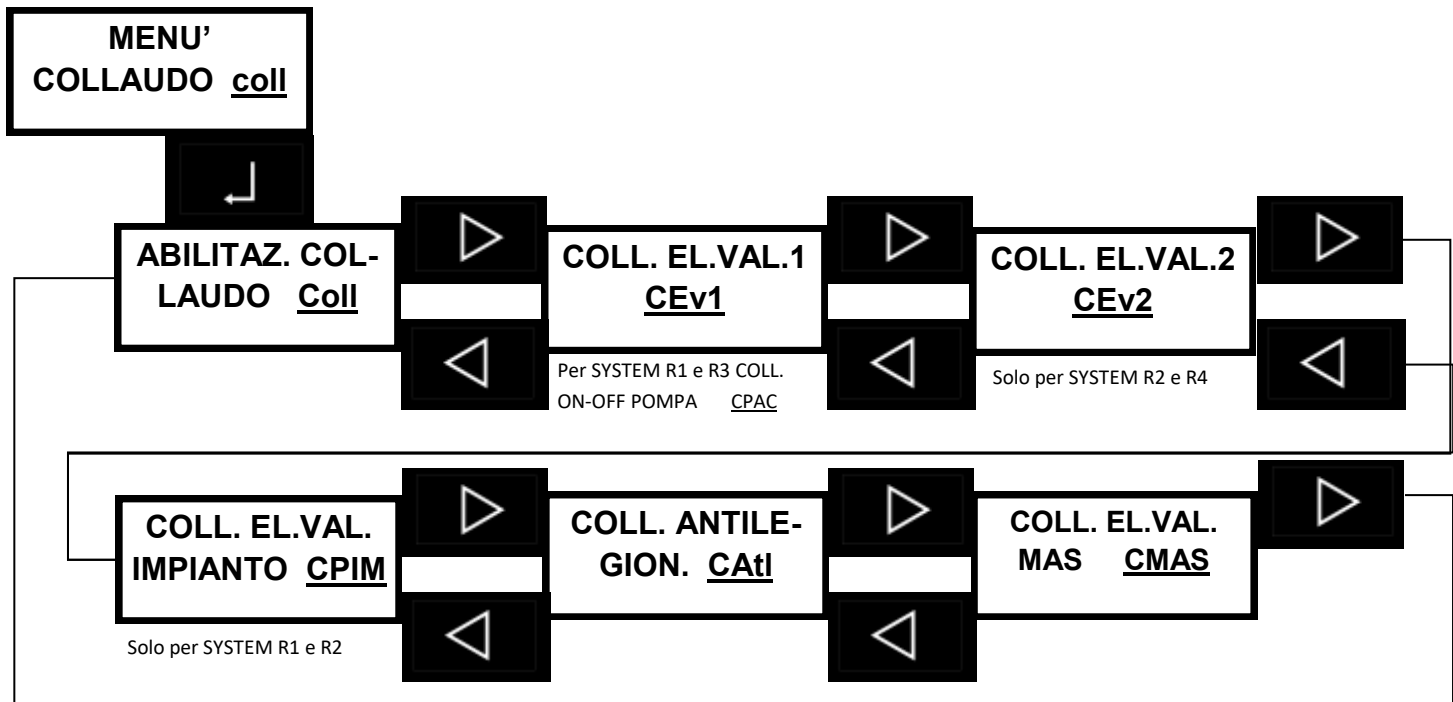 MENU'
COLLAUDO coll
ABILITAZ. COL-
LAUDO Coll
COLL. EL.VAL.1
CEv1
Per SYSTEM R1 e R3 COLL.
ON-OFF POMPA CPAC
COLL. EL.VAL.2
CEv2
Solo per SYSTEM R2 e R4
COLL. EL.VAL.
IMPIANTO CPIM
Solo per SYSTEM R1 e R2
COLL. ANTILE-
GION. CAtl
COLL. EL.VAL.
MAS CMAS